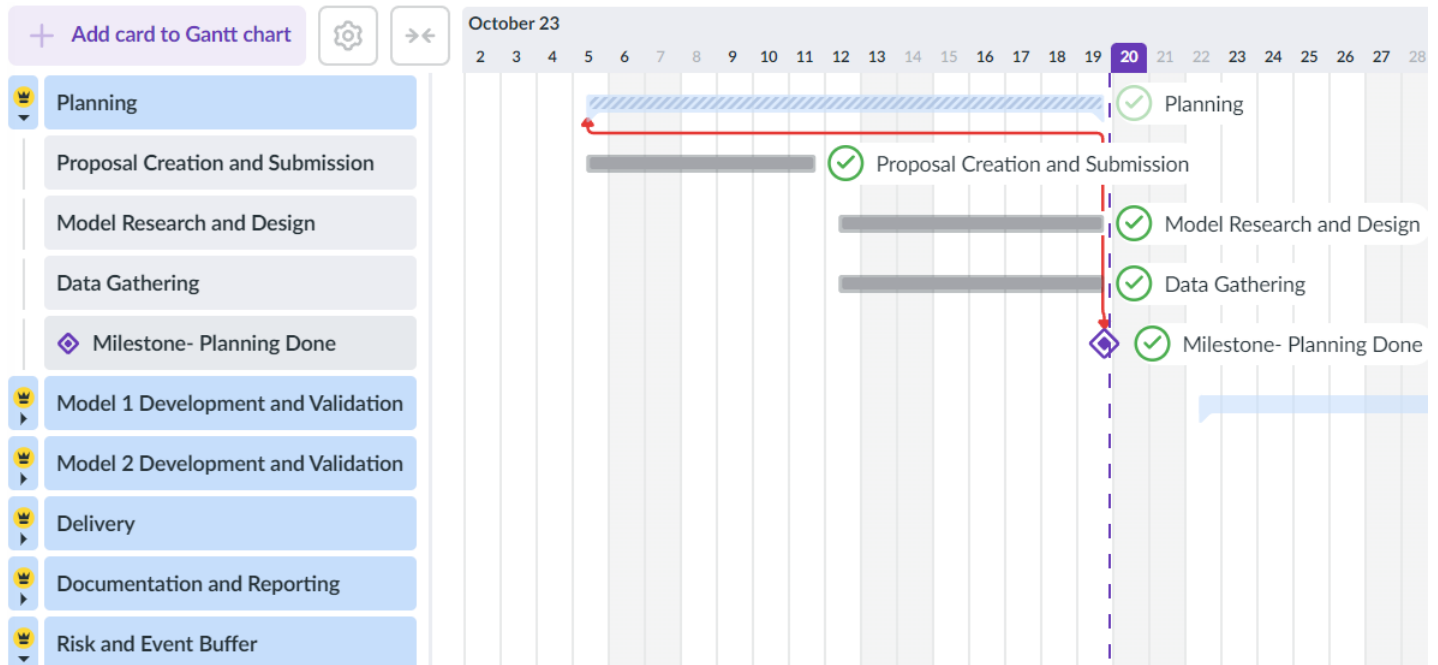 Add card to Gantt chart
October 23
2 3 4 5 6 7 8 9 10 11 12 13 14 15 16 17 18 19 20 21 22 23 24 25 26 27 28
Planning
Planning
Proposal Creation and Submission
Proposal Creation and Submission
Model Research and Design
Model Research and Design
Data Gathering
Data Gathering
Milestone- Planning Done
Milestone- Planning Done
Model 1 Development and Validation
Model 2 Development and Validation
Delivery
Documentation and Reporting
Risk and Event Buffer